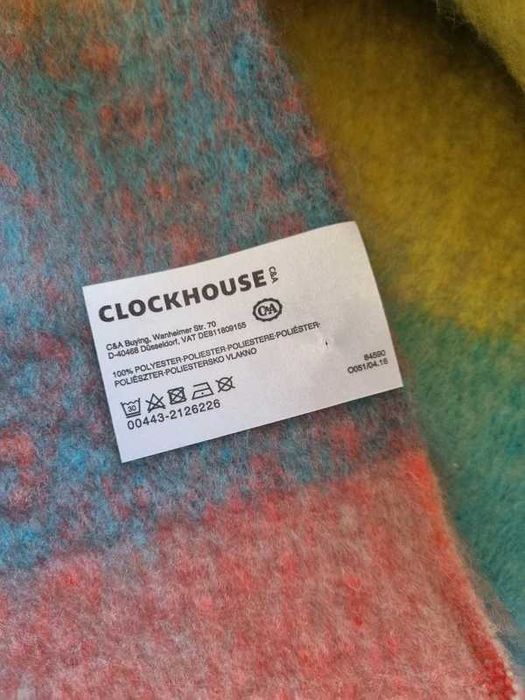 CLOCKHOUSE C&A
C&A
C&A Buying, Wanheimer Str. 70
D-40468 Düsseldorf, VAT DE811809155
100% POLYESTER·POLIESTER·POLIESTERE·POLIÉSTER·
POLIÉSZTER·POLIESTERSKO VLAKNO
84590
O051/04.16
30
00443-2126226